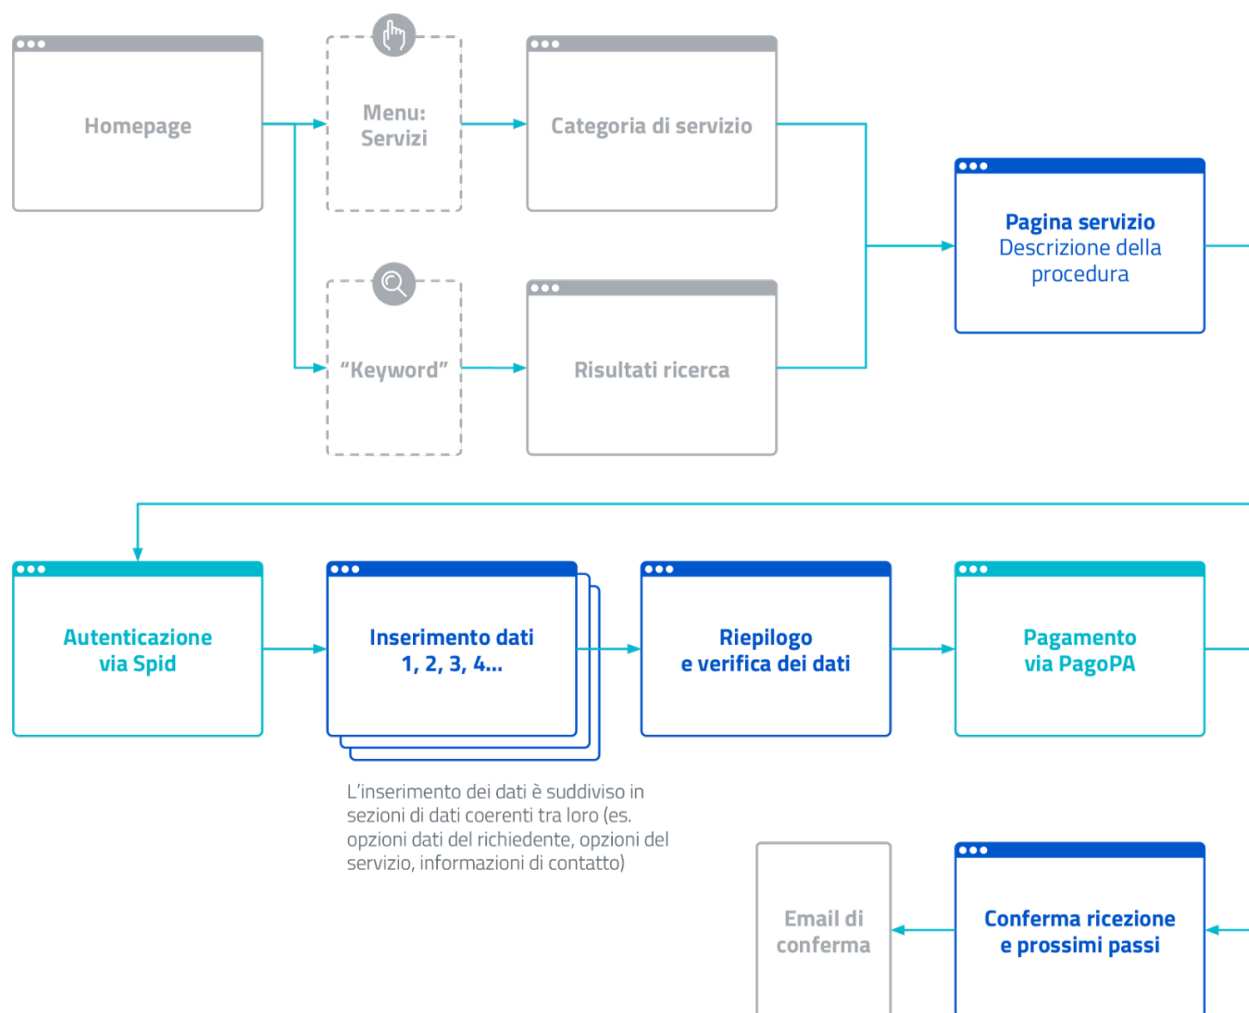 Homepage
Menu:
Servizi
Categoria di servizio
“Keyword”
Risultati ricerca
Pagina servizio
Descrizione della
procedura
Autenticazione
via Spid
Inserimento dati
1, 2, 3, 4...
Riepilogo
e verifica dei dati
Pagamento
via PagoPA
L’inserimento dei dati è suddiviso in
sezioni di dati coerenti tra loro (es.
opzioni dati del richiedente, opzioni del
servizio, informazioni di contatto)
Email di
conferma
Conferma ricezione
e prossimi passi